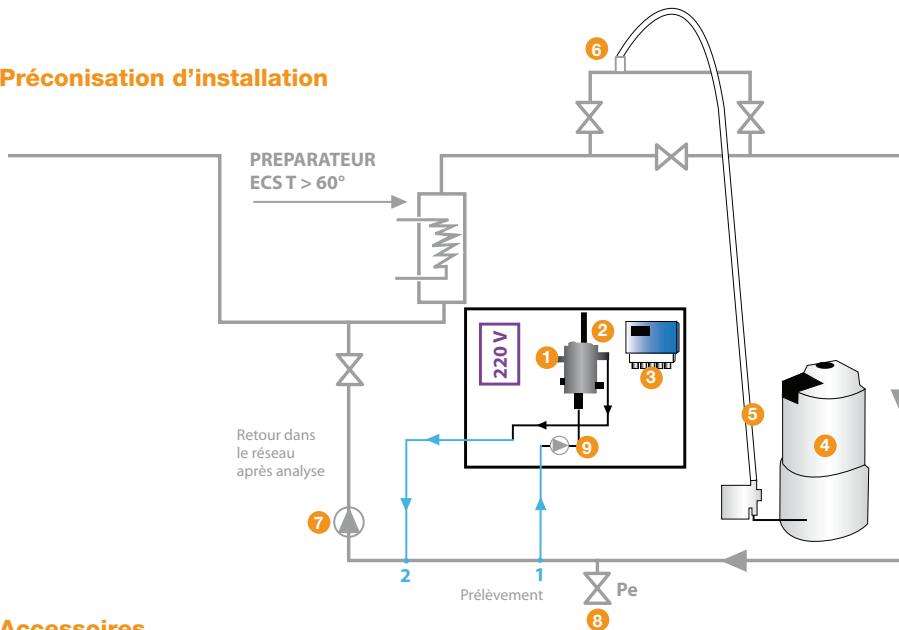 6
Préconisation d'installation
PREPARATEUR
ECS T > 60°
220 V
1
2
3
5
4
9
Retour dans
le réseau
après analyse
7
2
1
Prélèvement
Pe
8
Accessoires